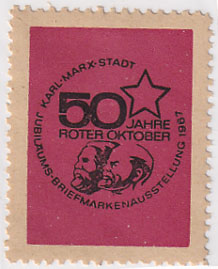 KARL-MARX-STADT
50 JAHRE
ROTER OKTOBER
JUBILÄUMS-BRIEFMARKENAUSSTELLUNG 1967